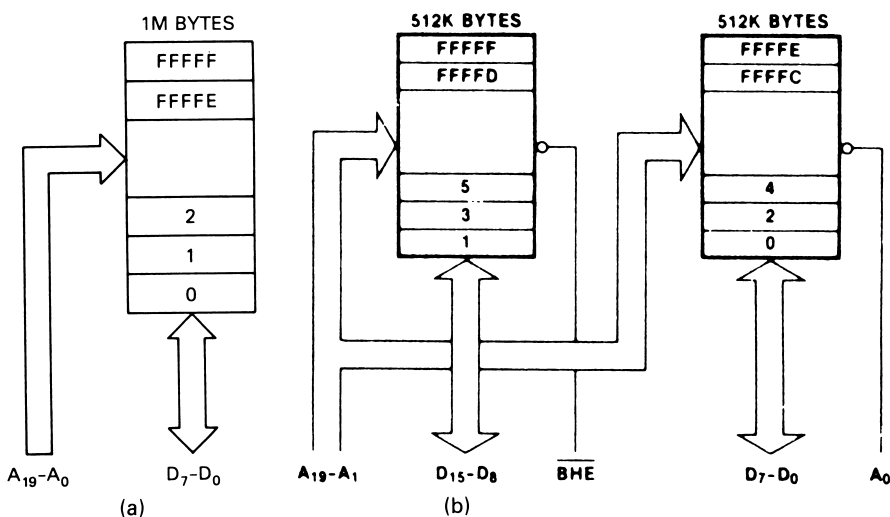 1M BYTES
FFFFF
FFFFE
2
1
0
A₁₉-A₀
D₇-D₀
(a)
512K BYTES
FFFFF
FFFFD
5
3
1
A₁₉-A₁
D₁₅-D₈
B̅H̅E̅
512K BYTES
FFFFE
FFFFC
4
2
0
D₇-D₀
A₀
(b)